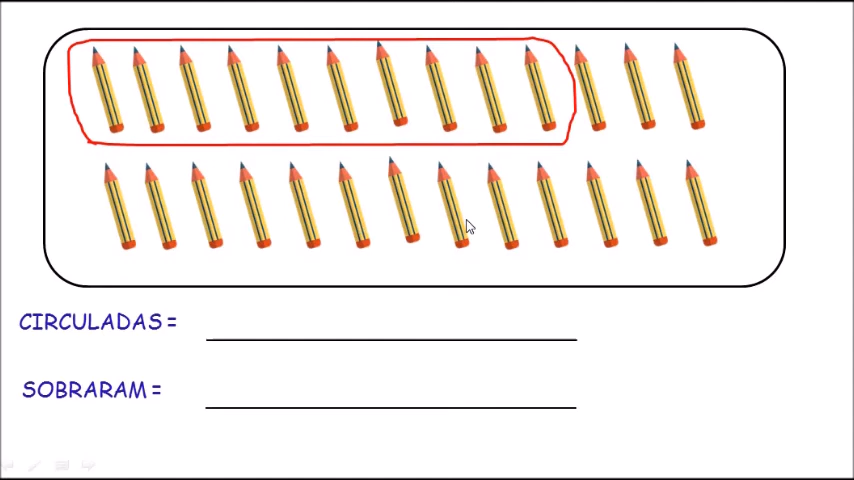 CIRCULADAS =
SOBRARAM =